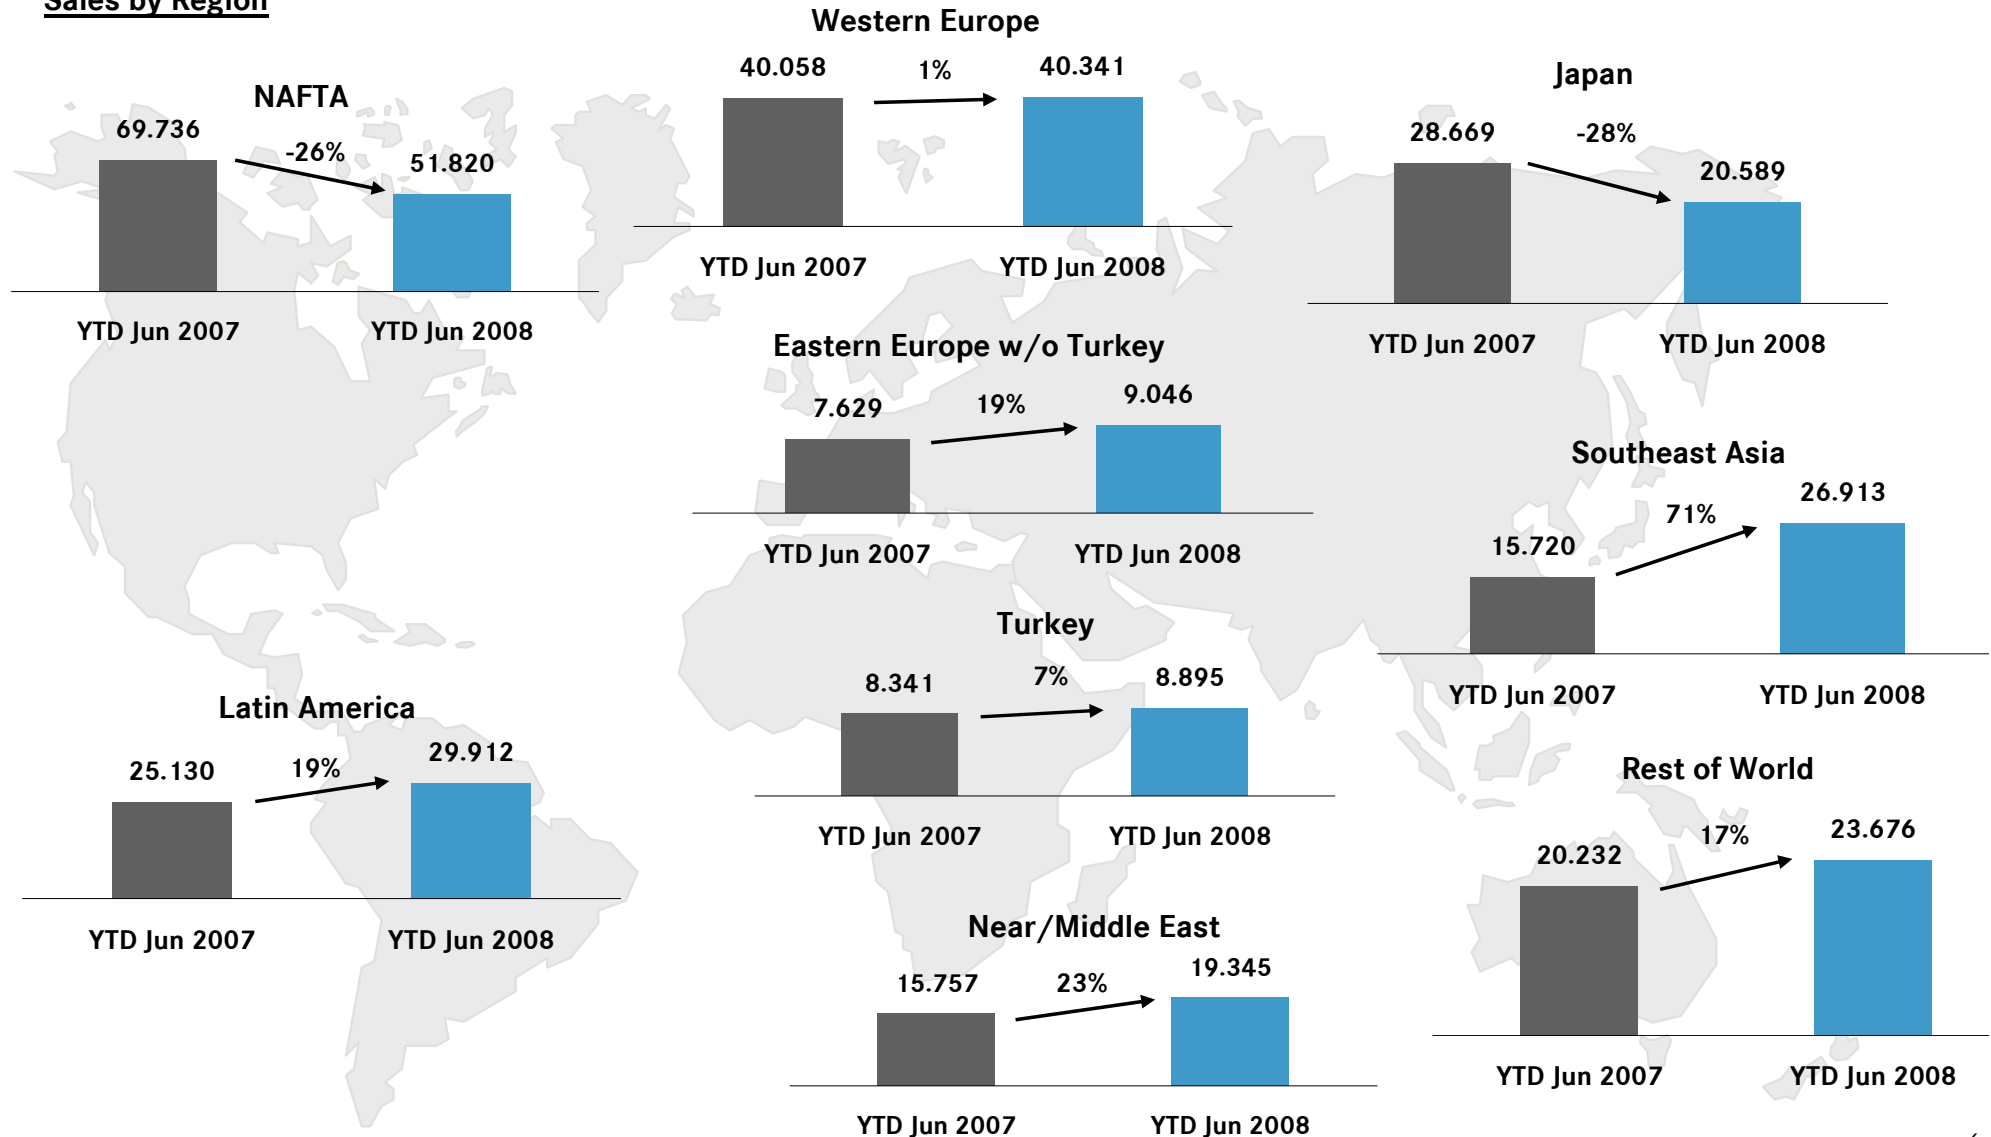 Sales by Region
NAFTA
69.736
-26%
51.820
YTD Jun 2007
YTD Jun 2008
Western Europe
40.058
1%
40.341
YTD Jun 2007
YTD Jun 2008
Japan
28.669
-28%
20.589
YTD Jun 2007
YTD Jun 2008
Eastern Europe w/o Turkey
7.629
19%
9.046
YTD Jun 2007
YTD Jun 2008
Southeast Asia
15.720
71%
26.913
YTD Jun 2007
YTD Jun 2008
Turkey
8.341
7%
8.895
YTD Jun 2007
YTD Jun 2008
Latin America
25.130
19%
29.912
YTD Jun 2007
YTD Jun 2008
Rest of World
20.232
17%
23.676
YTD Jun 2007
YTD Jun 2008
Near/Middle East
15.757
23%
19.345
YTD Jun 2007
YTD Jun 2008